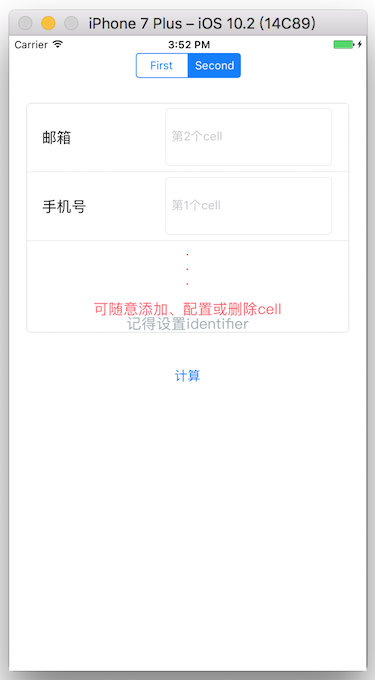 iPhone 7 Plus – iOS 10.2 (14C89)
Carrier 3:52 PM
First Second
邮箱 第2个cell
手机号 第1个cell
.
.
.
可随意添加、配置或删除cell
记得设置identifier
计算